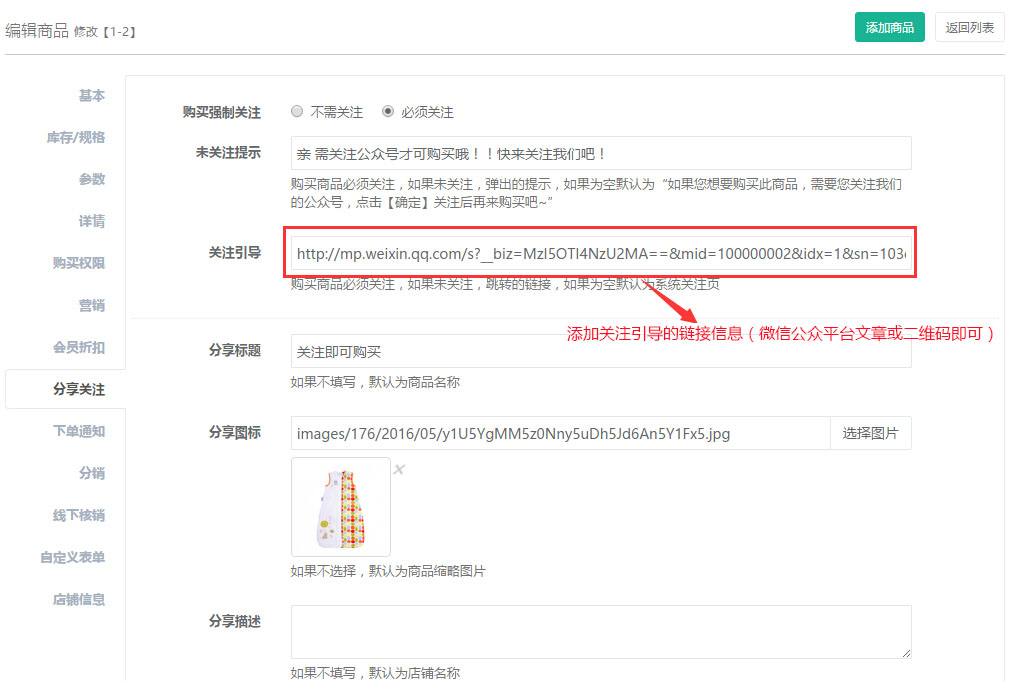 编辑商品 修改【1-2】
添加商品
返回列表
基本
库存/规格
参数
详情
购买权限
营销
会员折扣
分享关注
下单通知
分销
线下核销
自定义表单
店铺信息
购买强制关注 不需关注 必须关注
未关注提示 亲 需关注公众号才可购买哦！！快来关注我们吧！
购买商品必须关注，如果未关注，弹出的提示，如果为空默认为“如果您想要购买此商品，需要您关注我们
的公众号，点击【确定】关注后再来购买吧~”
关注引导 http://mp.weixin.qq.com/s?__biz=MzI5OTI4NzU2MA==&mid=100000002&idx=1&sn=103
购买商品必须关注，如果未关注，跳转的链接，如果为空默认为系统关注页
添加关注引导的链接信息（微信公众平台文章或二维码即可）
分享标题 关注即可购买
如果不填写，默认为商品名称
分享图标 images/176/2016/05/y1U5YgMM5z0Nny5uDh5Jd6An5Y1Fx5.jpg 选择图片
如果不选择，默认为商品缩略图片
分享描述
如果不填写，默认为店铺名称